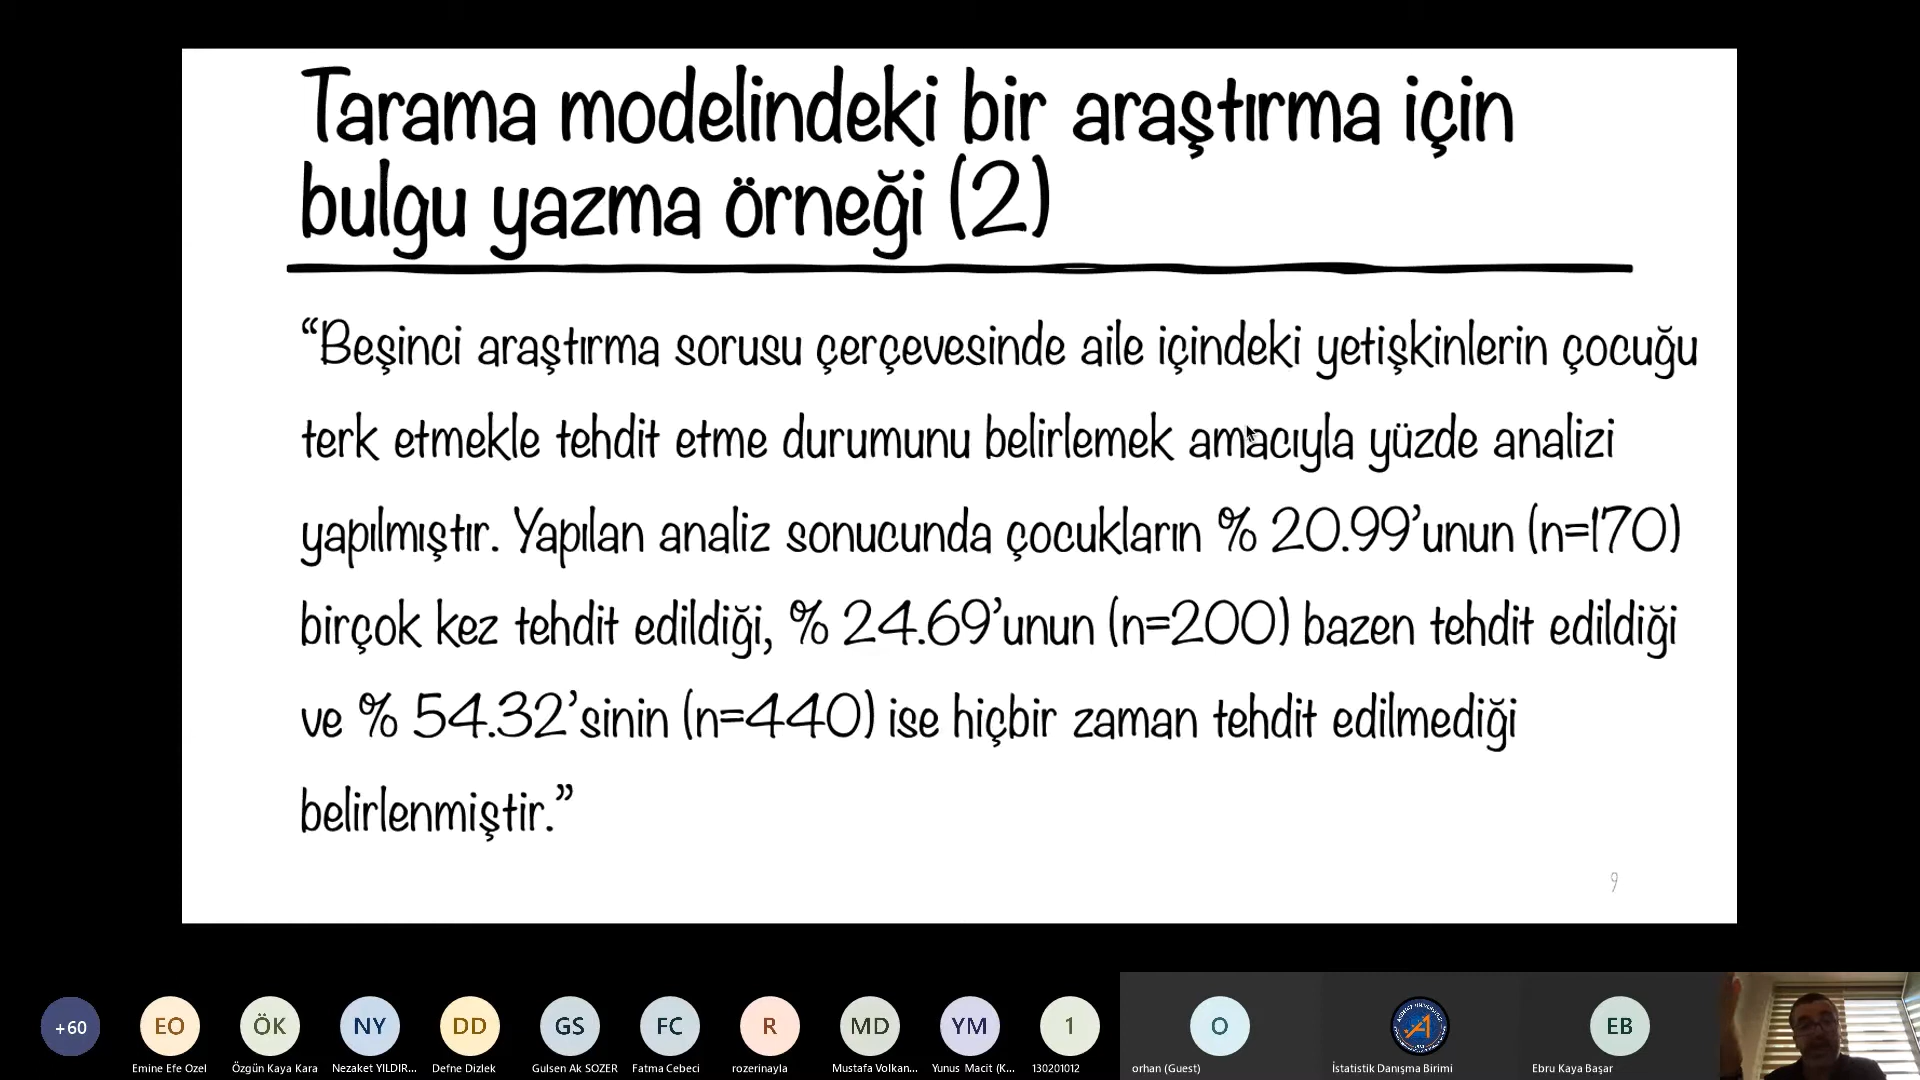 Tarama modelindeki bir araştırma için
bulgu yazma örneği (2)
“Beşinci araştırma sorusu çerçevesinde aile içindeki yetişkinlerin çocuğu
terk etmekle tehdit etme durumunu belirlemek amacıyla yüzde analizi
yapılmıştır. Yapılan analiz sonucunda çocukların % 20.99’unun (n=170)
birçok kez tehdit edildiği, % 24.69’unun (n=200) bazen tehdit edildiği
ve % 54.32’sinin (n=440) ise hiçbir zaman tehdit edilmediği
belirlenmiştir.”
9
+60 EO ÖK NY DD GS FC R MD YM 1 O EB
Emine Efe Ozel Özgün Kaya Kara Nezaket YILDIR... Defne Dizlek Gulsen Ak SOZER Fatma Cebeci rozerinayla Mustafa Volkan... Yunus Macit (K... 130201012 orhan (Guest) İstatistik Danışma Birimi Ebru Kaya Başar